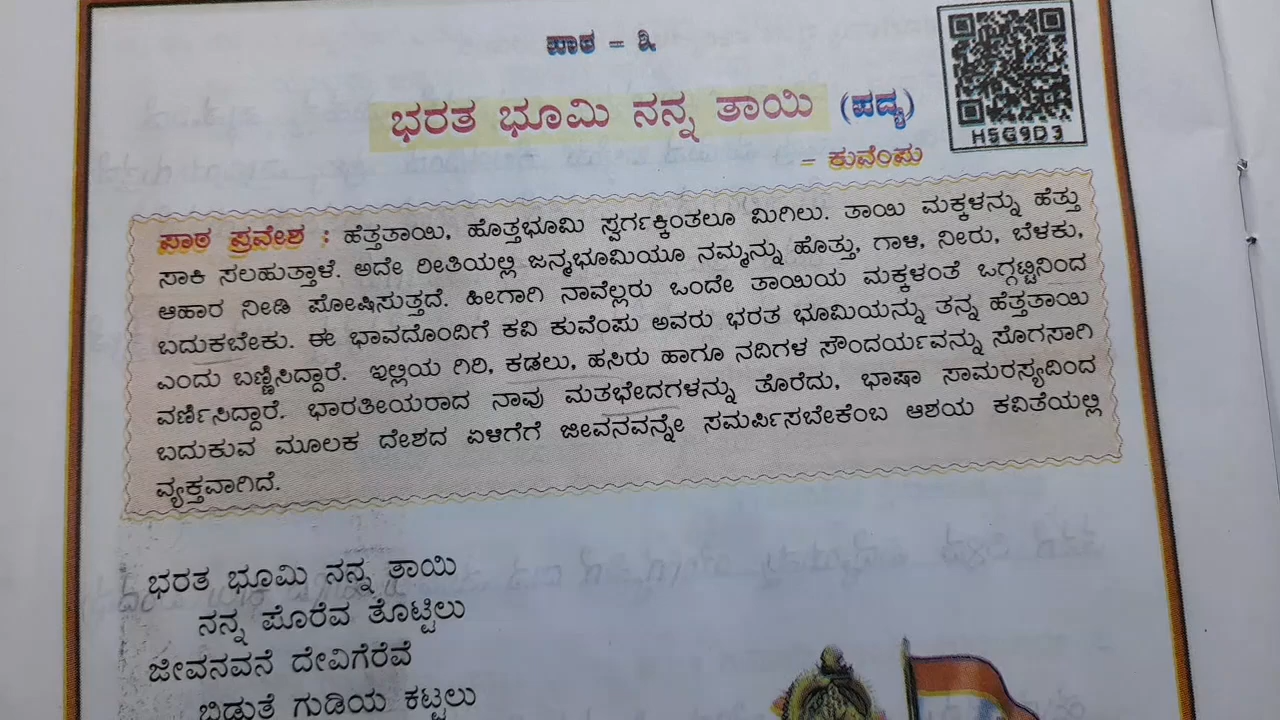 ಪಾಠ – ೩
ಭರತ ಭೂಮಿ ನನ್ನ ತಾಯಿ (ಪದ್ಯ)
H5G9D3
– ಕುವೆಂಪು
ಪಾಠ ಪ್ರವೇಶ : ಹೆತ್ತತಾಯಿ, ಹೊತ್ತಭೂಮಿ ಸ್ವರ್ಗಕ್ಕಿಂತಲೂ ಮಿಗಿಲು. ತಾಯಿ ಮಕ್ಕಳನ್ನು ಹೆತ್ತು
ಸಾಕಿ ಸಲಹುತ್ತಾಳೆ. ಅದೇ ರೀತಿಯಲ್ಲಿ ಜನ್ಮಭೂಮಿಯೂ ನಮ್ಮನ್ನು ಹೊತ್ತು, ಗಾಳಿ, ನೀರು, ಬೆಳಕು,
ಆಹಾರ ನೀಡಿ ಪೋಷಿಸುತ್ತದೆ. ಹೀಗಾಗಿ ನಾವೆಲ್ಲರು ಒಂದೇ ತಾಯಿಯ ಮಕ್ಕಳಂತೆ ಒಗ್ಗಟ್ಟಿನಿಂದ
ಬದುಕಬೇಕು. ಈ ಭಾವದೊಂದಿಗೆ ಕವಿ ಕುವೆಂಪು ಅವರು ಭರತ ಭೂಮಿಯನ್ನು ತನ್ನ ಹೆತ್ತತಾಯಿ
ಎಂದು ಬಣ್ಣಿಸಿದ್ದಾರೆ. ಇಲ್ಲಿಯ ಗಿರಿ, ಕಡಲು, ಹಸಿರು ಹಾಗೂ ನದಿಗಳ ಸೌಂದರ್ಯವನ್ನು ಸೊಗಸಾಗಿ
ವರ್ಣಿಸಿದ್ದಾರೆ. ಭಾರತೀಯರಾದ ನಾವು ಮತಭೇದಗಳನ್ನು ತೊರೆದು, ಭಾಷಾ ಸಾಮರಸ್ಯದಿಂದ
ಬದುಕುವ ಮೂಲಕ ದೇಶದ ಏಳಿಗೆಗೆ ಜೀವನವನ್ನೇ ಸಮರ್ಪಿಸಬೇಕೆಂಬ ಆಶಯ ಕವಿತೆಯಲ್ಲಿ
ವ್ಯಕ್ತವಾಗಿದೆ.
ಭರತ ಭೂಮಿ ನನ್ನ ತಾಯಿ
ನನ್ನ ಪೊರೆವ ತೊಟ್ಟಿಲು
ಜೀವನವನೆ ದೇವಿಗೆರೆವೆ
ಬಿಡುತೆ ಗುಡಿಯ ಕಟ್ಟಲು